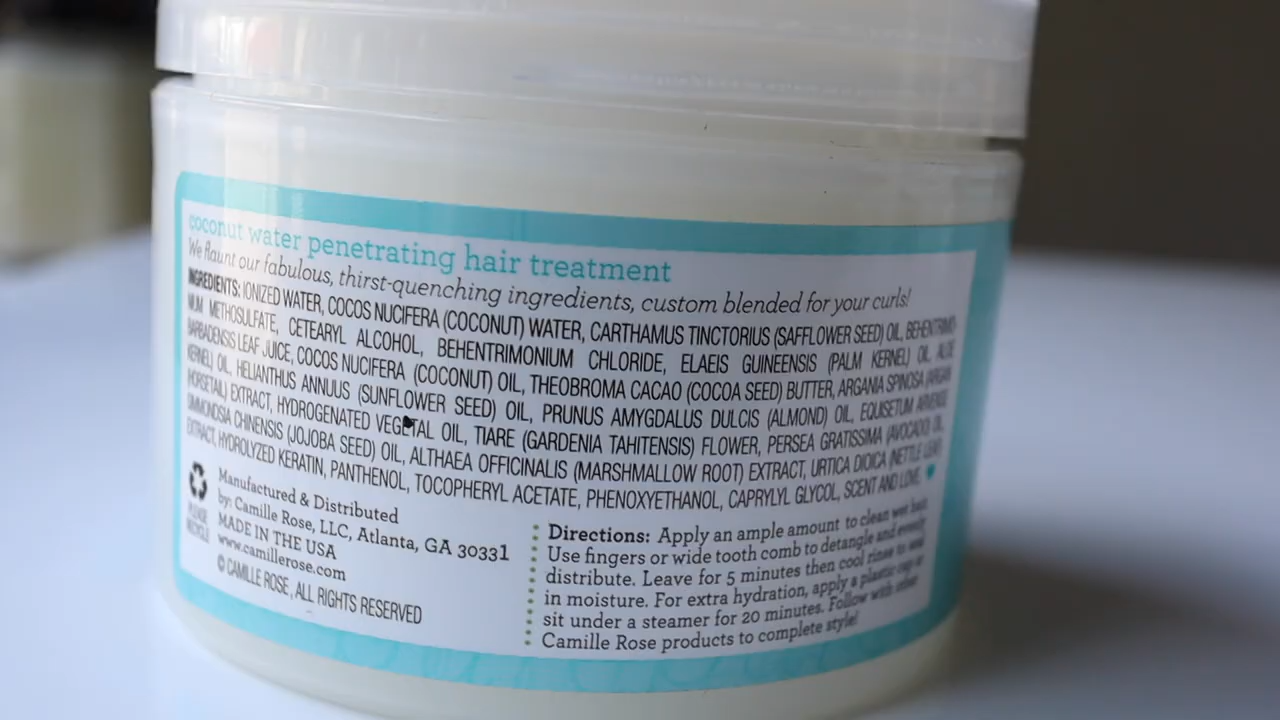 coconut water penetrating hair treatment
We flaunt our fabulous, thirst-quenching ingredients, custom blended for your curls!
INGREDIENTS: IONIZED WATER, COCOS NUCIFERA (COCONUT) WATER, CARTHAMUS TINCTORIUS (SAFFLOWER SEED) OIL, BEHENTRIMO-
NIUM METHOSULFATE, CETEARYL ALCOHOL, BEHENTRIMONIUM CHLORIDE, ELAEIS GUINEENSIS (PALM KERNEL) OIL, ALOE
BARBADENSIS LEAF JUICE, COCOS NUCIFERA (COCONUT) OIL, THEOBROMA CACAO (COCOA SEED) BUTTER, ARGANIA SPINOSA (ARGAN
KERNEL) OIL, HELIANTHUS ANNUUS (SUNFLOWER SEED) OIL, PRUNUS AMYGDALUS DULCIS (ALMOND) OIL, EQUISETUM ARVENSE
(HORSETAIL) EXTRACT, HYDROGENATED VEGETAL OIL, TIARE (GARDENIA TAHITENSIS) FLOWER, PERSEA GRATISSIMA (AVOCADO) OIL,
SIMMONDSIA CHINENSIS (JOJOBA SEED) OIL, ALTHAEA OFFICINALIS (MARSHMALLOW ROOT) EXTRACT, URTICA DIOICA (NETTLE LEAF)
EXTRACT, HYDROLYZED KERATIN, PANTHENOL, TOCOPHERYL ACETATE, PHENOXYETHANOL, CAPRYLYL GLYCOL, SCENT AND LOVE.
PLEASE
RECYCLE
Manufactured & Distributed
by: Camille Rose, LLC, Atlanta, GA 30331
MADE IN THE USA
www.camillerose.com
© CAMILLE ROSE, ALL RIGHTS RESERVED
Directions: Apply an ample amount to clean wet hair.
Use fingers or wide tooth comb to detangle and evenly
distribute. Leave for 5 minutes then cool rinse to seal
in moisture. For extra hydration, apply a plastic cap or
sit under a steamer for 20 minutes. Follow with other
Camille Rose products to complete style!